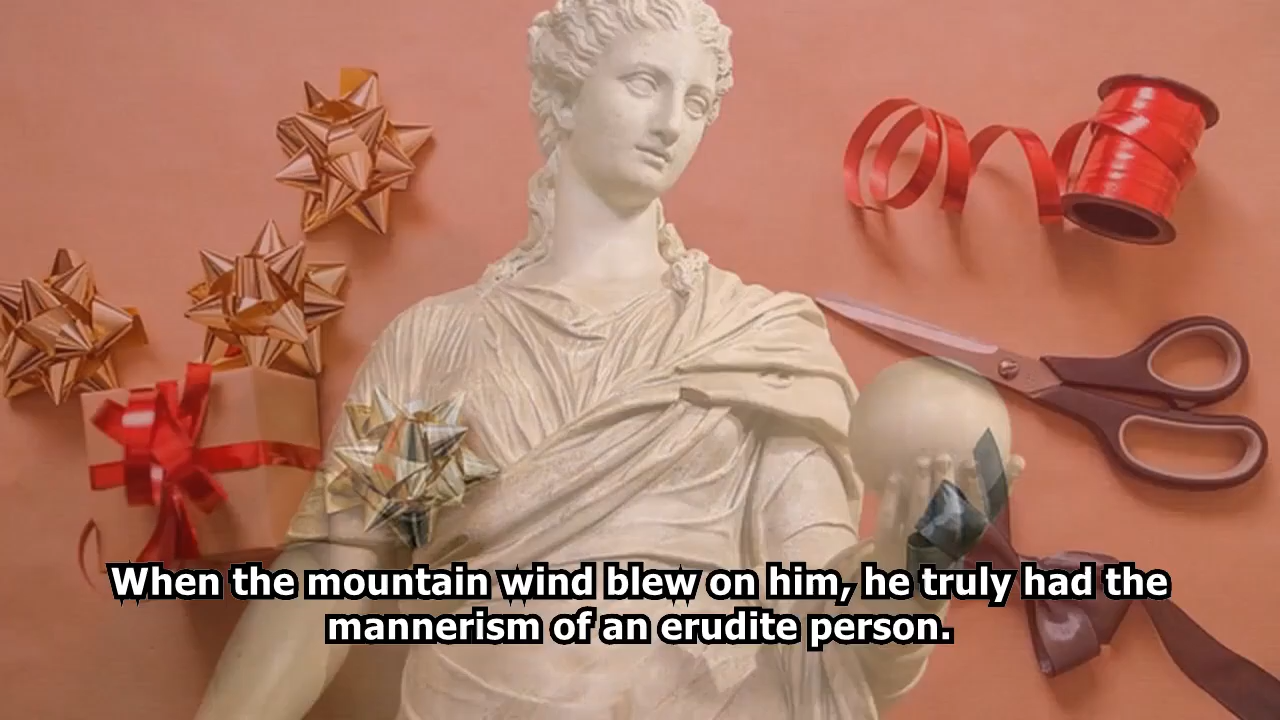 When the mountain wind blew on him, he truly had the
mannerism of an erudite person.